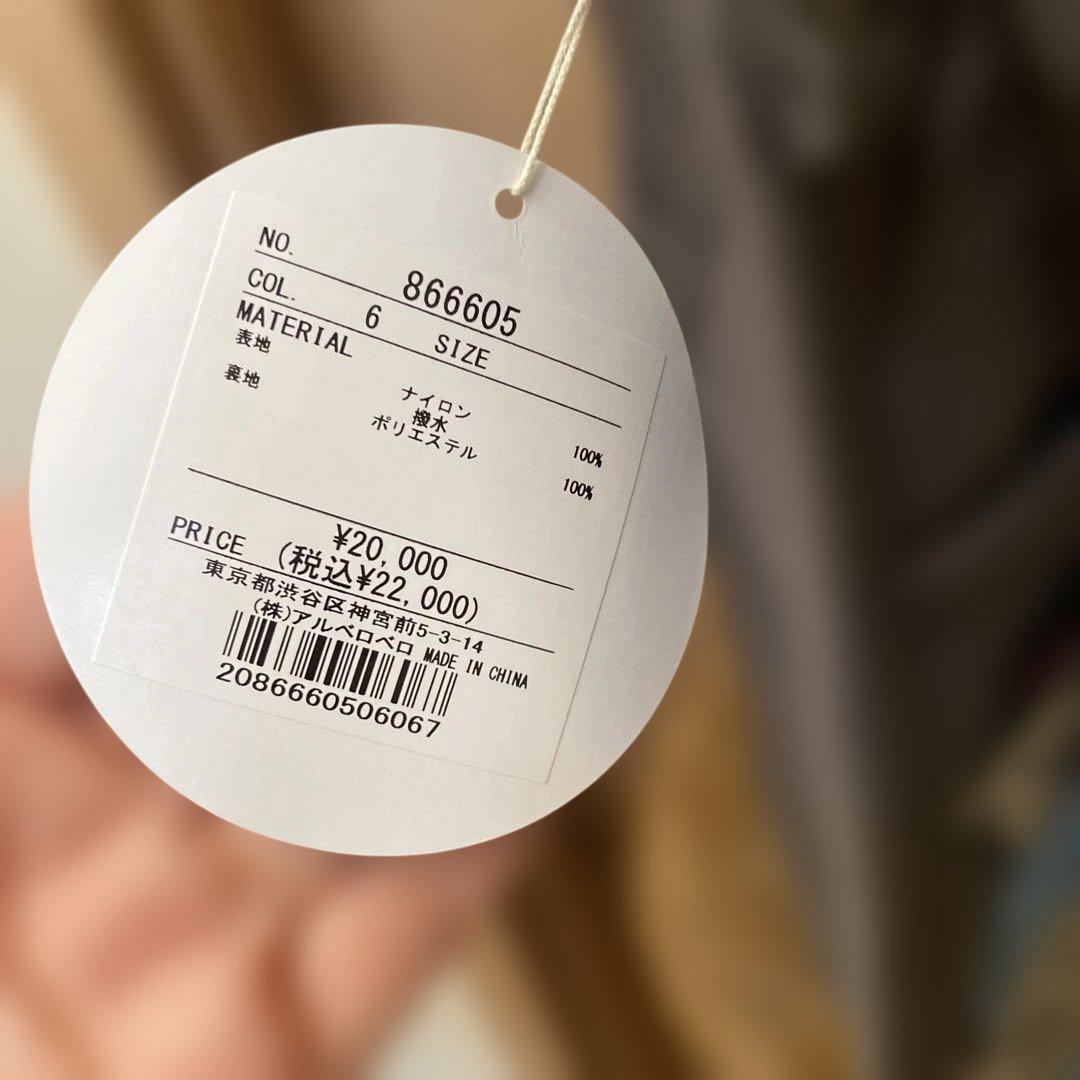 NO. 866605
COL. 6 SIZE
MATERIAL
表地 ナイロン 100%
撥水
裏地 ポリエステル 100%
PRICE ¥20,000
(税込¥22,000)
東京都渋谷区神宮前5-3-14
(株)アルベロベロ MADE IN CHINA
2086660506067